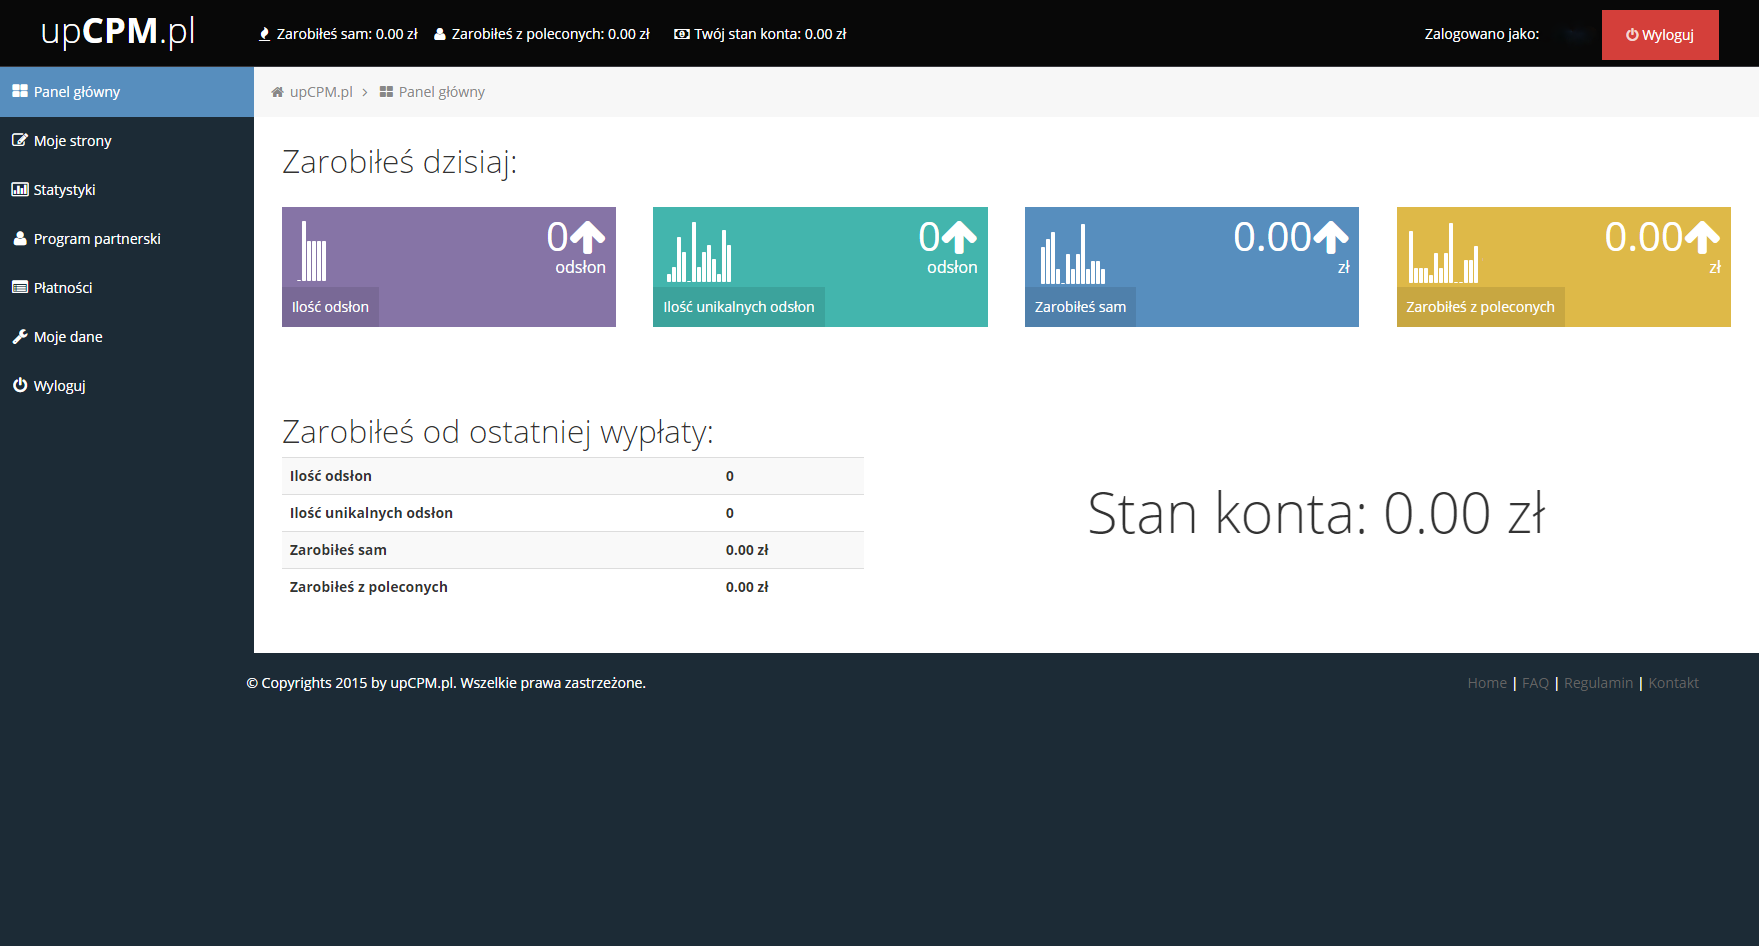 upCPM.pl
Zarobiłeś sam: 0.00 zł Zarobiłeś z poleconych: 0.00 zł Twój stan konta: 0.00 zł
Zalogowano jako:
Wyloguj
Panel główny
Moje strony
Statystyki
Program partnerski
Płatności
Moje dane
Wyloguj
upCPM.pl > Panel główny
Zarobiłeś dzisiaj:
0
odsłon
Ilość odsłon
0
odsłon
Ilość unikalnych odsłon
0.00
zł
Zarobiłeś sam
0.00
zł
Zarobiłeś z poleconych
Zarobiłeś od ostatniej wypłaty:
Ilość odsłon 0
Ilość unikalnych odsłon 0
Zarobiłeś sam 0.00 zł
Zarobiłeś z poleconych 0.00 zł
Stan konta: 0.00 zł
© Copyrights 2015 by upCPM.pl. Wszelkie prawa zastrzeżone.
Home | FAQ | Regulamin | Kontakt